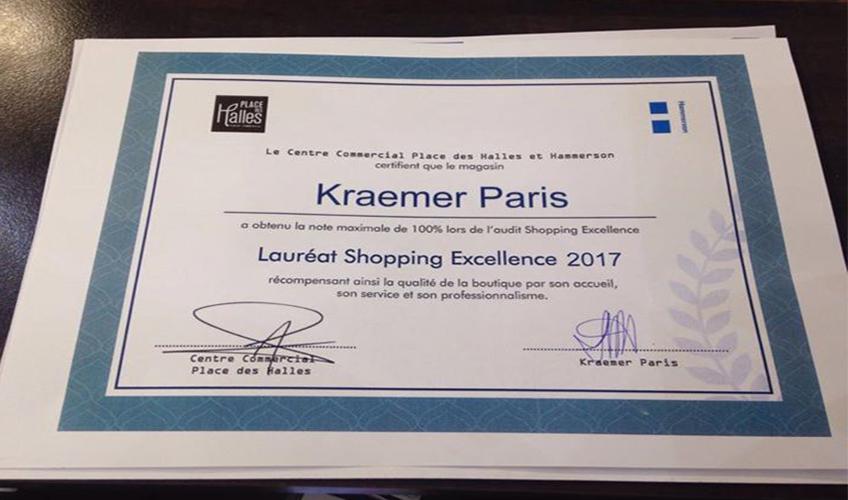 PLACE
DES
Halles
Hammerson
Le Centre Commercial Place des Halles et Hammerson
certifient que le magasin
Kraemer Paris
a obtenu la note maximale de 100% lors de l'audit Shopping Excellence
Lauréat Shopping Excellence 2017
récompensant ainsi la qualité de la boutique par son accueil,
son service et son professionnalisme.
Centre Commercial
Place des Halles
Kraemer Paris